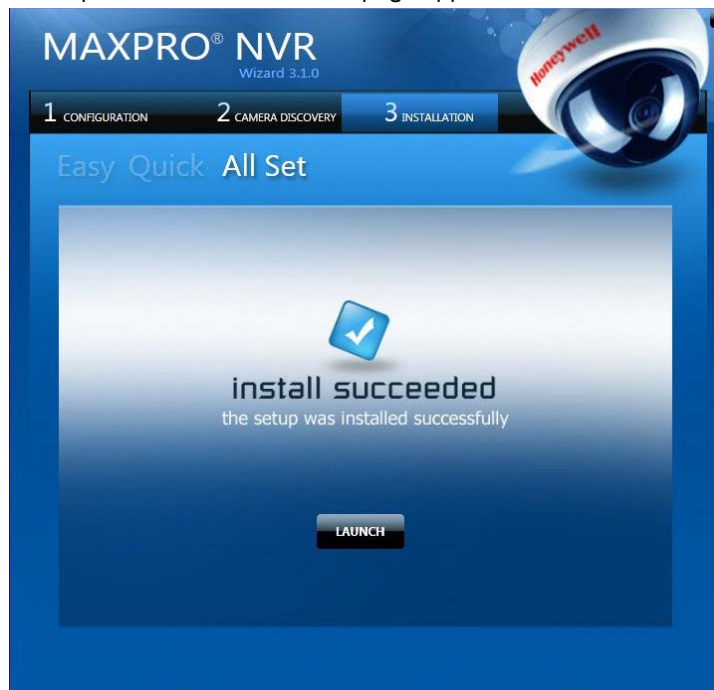 MAXPRO® NVR
Wizard 3.1.0
Honeywell
1 CONFIGURATION 2 CAMERA DISCOVERY 3 INSTALLATION
Easy Quick All Set
install succeeded
the setup was installed successfully
LAUNCH